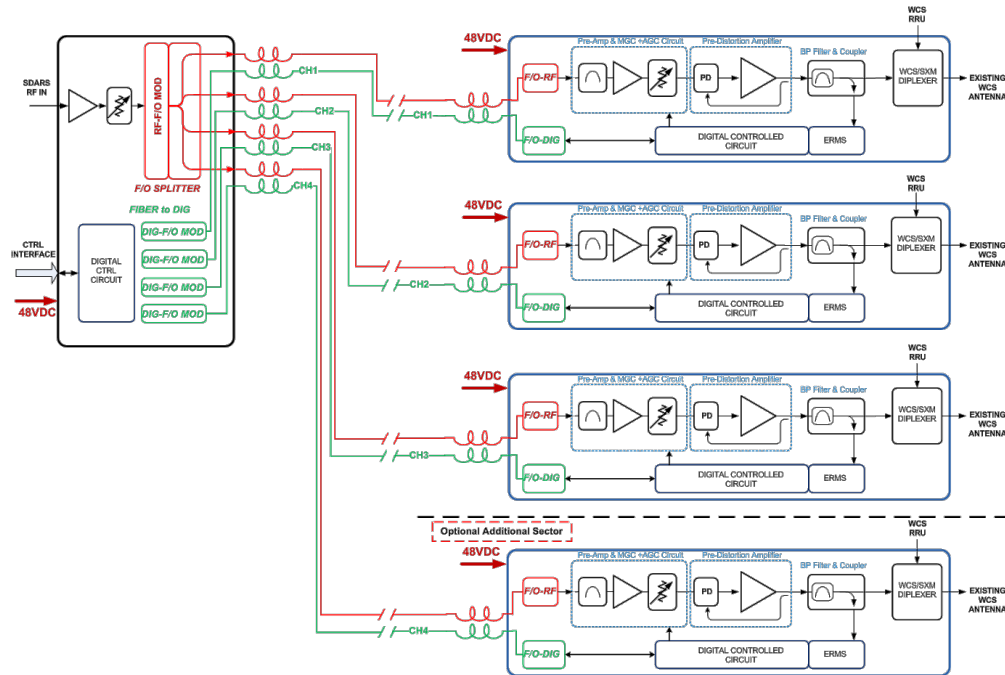 SDARS
RF IN
RF-F/O MOD
F/O SPLITTER
FIBER to DIG
DIG-F/O MOD
DIG-F/O MOD
DIG-F/O MOD
DIG-F/O MOD
DIGITAL
CTRL
CIRCUIT
CTRL
INTERFACE
48VDC
CH1
CH2
CH3
CH4
CH1
CH2
CH3
CH4
48VDC
F/O-RF
F/O-DIG
Pre-Amp & MGC +AGC Circuit
Pre-Distortion Amplifier
PD
BP Filter & Coupler
DIGITAL CONTROLLED
CIRCUIT
ERMS
WCS
RRU
WCS/SXM
DIPLEXER
EXISTING
WCS
ANTENNA
48VDC
F/O-RF
F/O-DIG
Pre-Amp & MGC +AGC Circuit
Pre-Distortion Amplifier
PD
BP Filter & Coupler
DIGITAL CONTROLLED
CIRCUIT
ERMS
WCS
RRU
WCS/SXM
DIPLEXER
EXISTING
WCS
ANTENNA
48VDC
F/O-RF
F/O-DIG
Pre-Amp & MGC +AGC Circuit
Pre-Distortion Amplifier
PD
BP Filter & Coupler
DIGITAL CONTROLLED
CIRCUIT
ERMS
WCS
RRU
WCS/SXM
DIPLEXER
EXISTING
WCS
ANTENNA
Optional Additional Sector
48VDC
F/O-RF
F/O-DIG
Pre-Amp & MGC +AGC Circuit
Pre-Distortion Amplifier
PD
BP Filter & Coupler
DIGITAL CONTROLLED
CIRCUIT
ERMS
WCS
RRU
WCS/SXM
DIPLEXER
EXISTING
WCS
ANTENNA